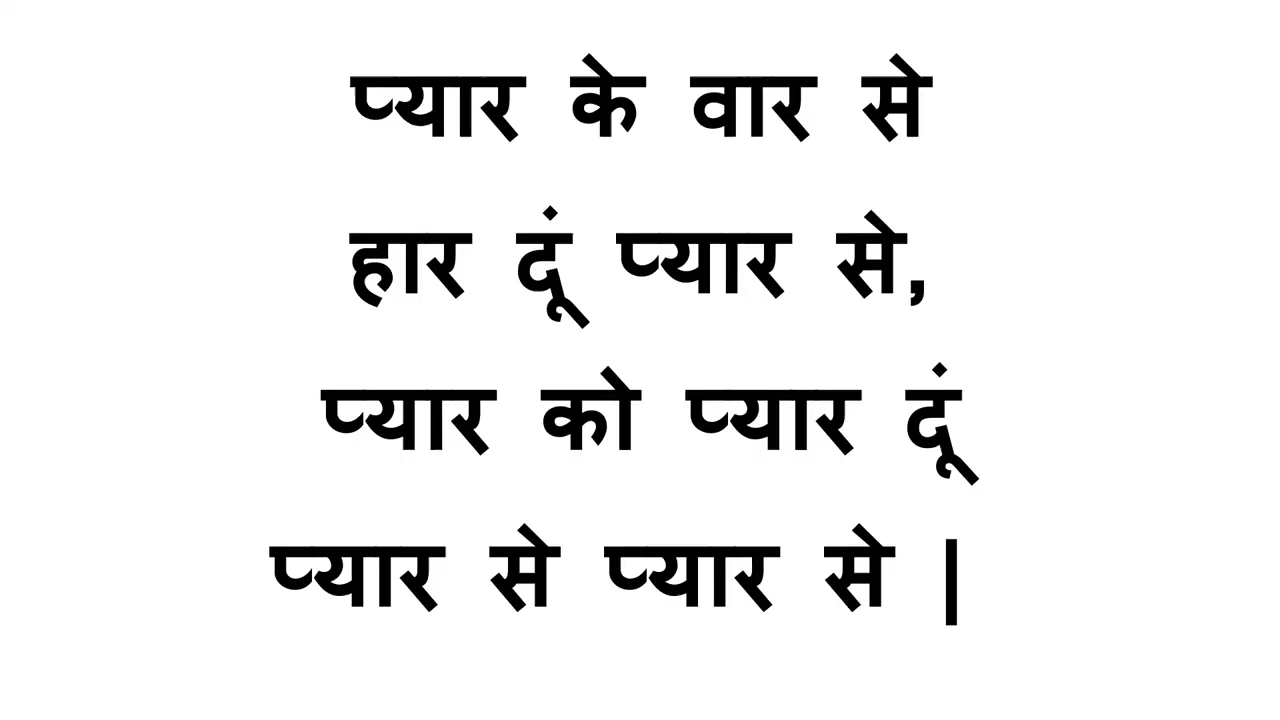 प्यार के वार से
हार दूं प्यार से,
प्यार को प्यार दूं
प्यार से प्यार से |